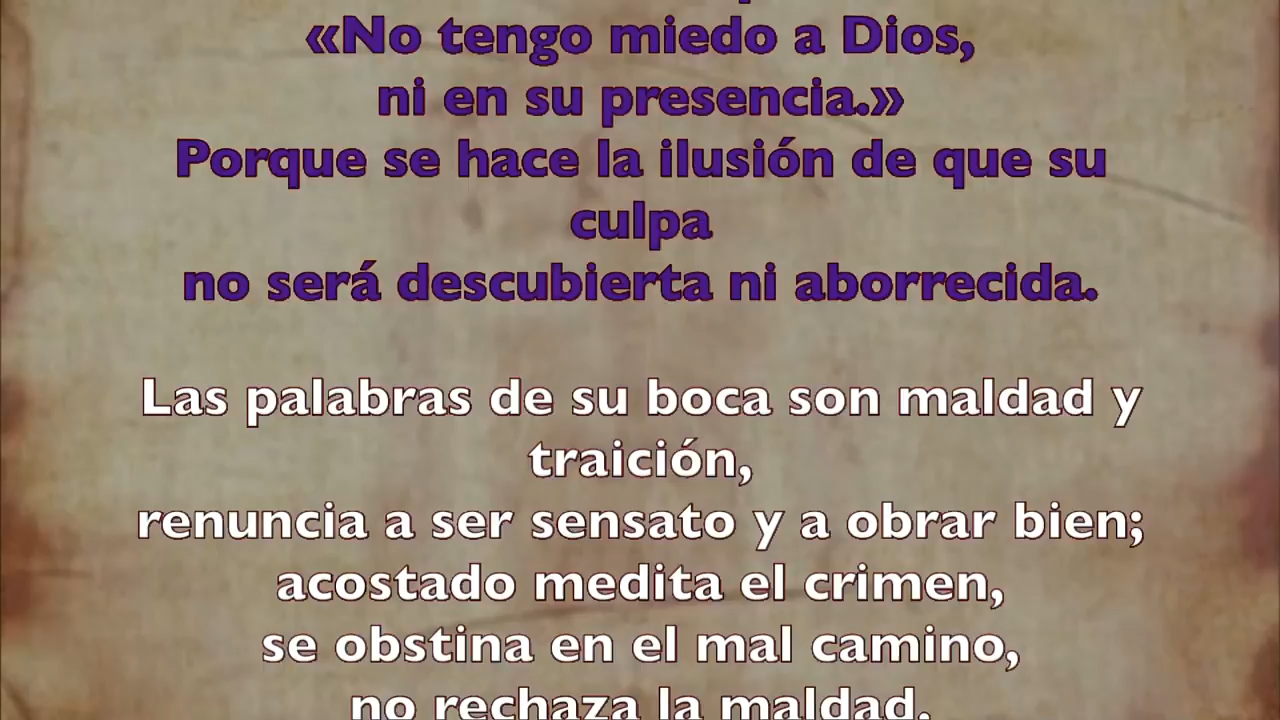 «No tengo miedo a Dios,
ni en su presencia.»
Porque se hace la ilusión de que su
culpa
no será descubierta ni aborrecida.
Las palabras de su boca son maldad y
traición,
renuncia a ser sensato y a obrar bien;
acostado medita el crimen,
se obstina en el mal camino,
no rechaza la maldad.